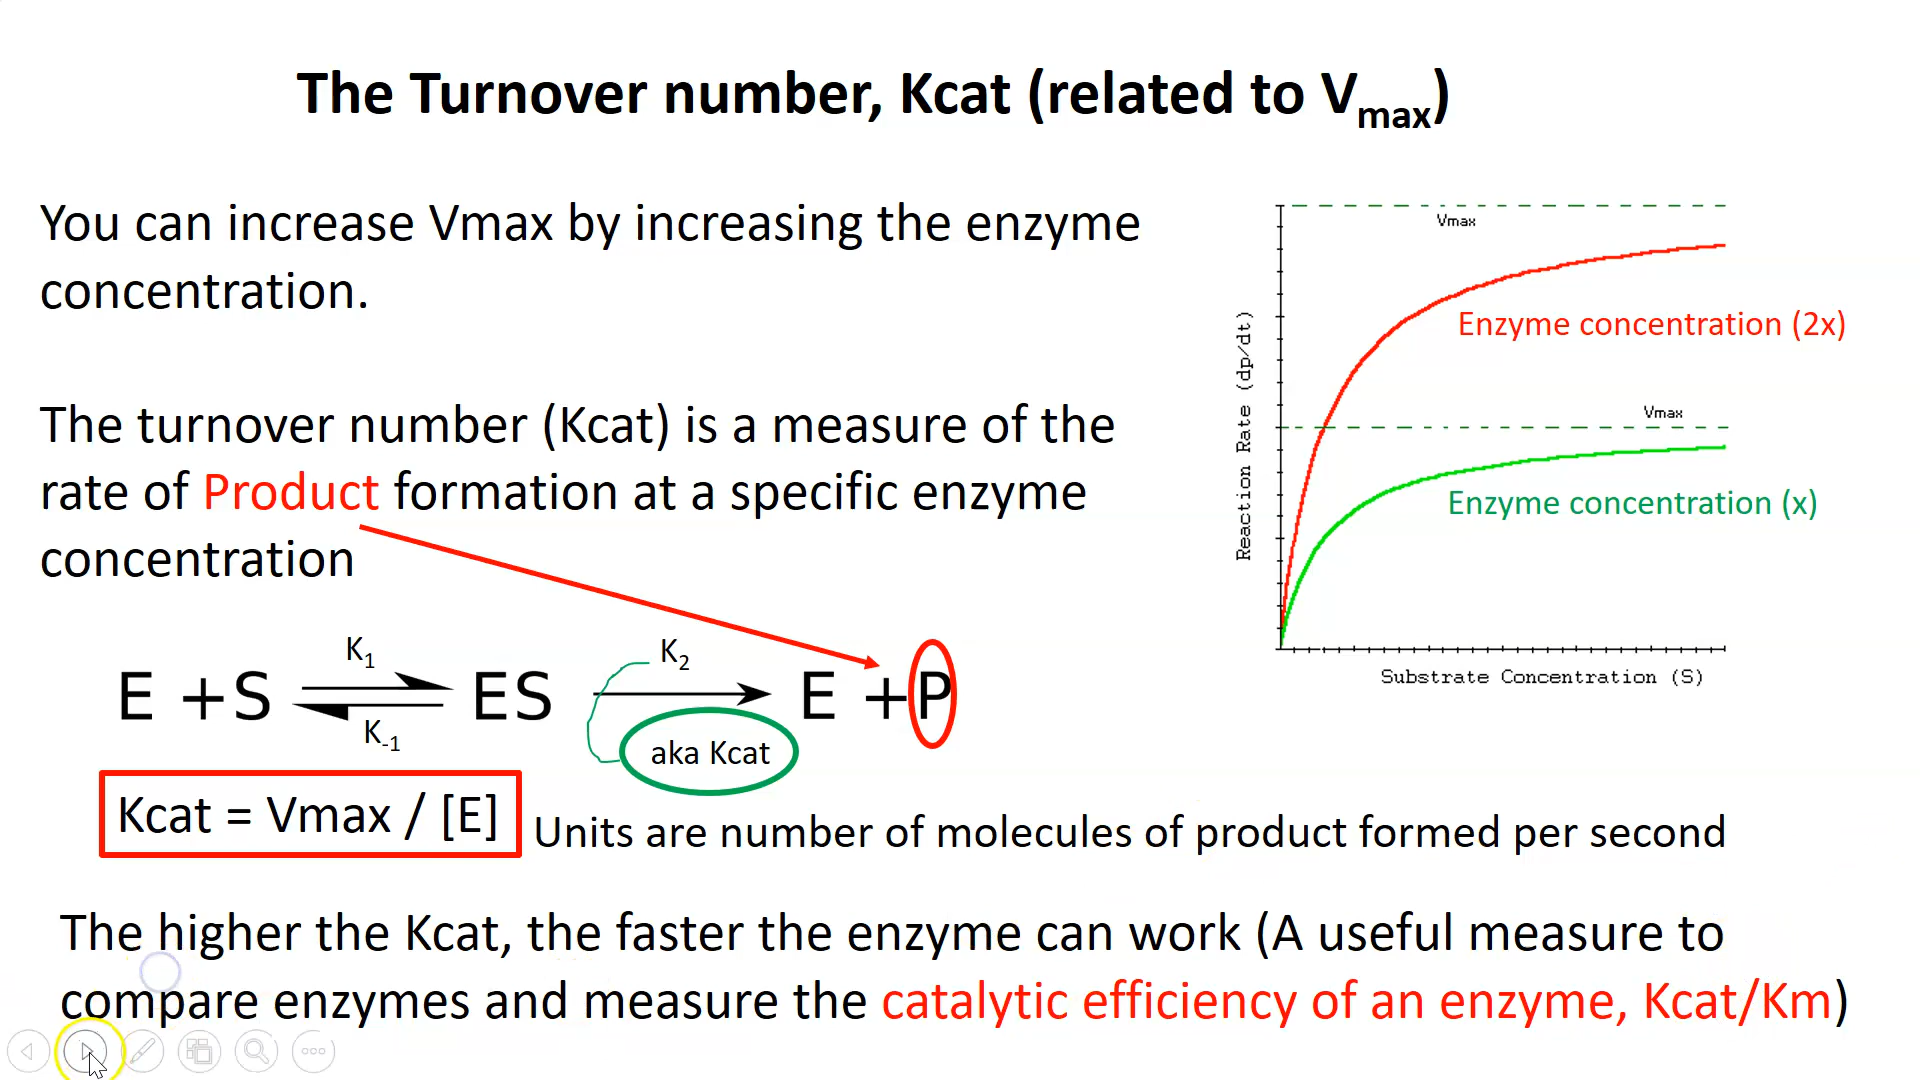 The Turnover number, Kcat (related to Vmax)
You can increase Vmax by increasing the enzyme
concentration.
The turnover number (Kcat) is a measure of the
rate of Product formation at a specific enzyme
concentration
K1
K2
E +S
ES
E +P
K-1
aka Kcat
Kcat = Vmax / [E]
Units are number of molecules of product formed per second
The higher the Kcat, the faster the enzyme can work (A useful measure to
compare enzymes and measure the catalytic efficiency of an enzyme, Kcat/Km)
Vmax
Enzyme concentration (2x)
Vmax
Enzyme concentration (x)
Reaction Rate (dp/dt)
Substrate Concentration (S)